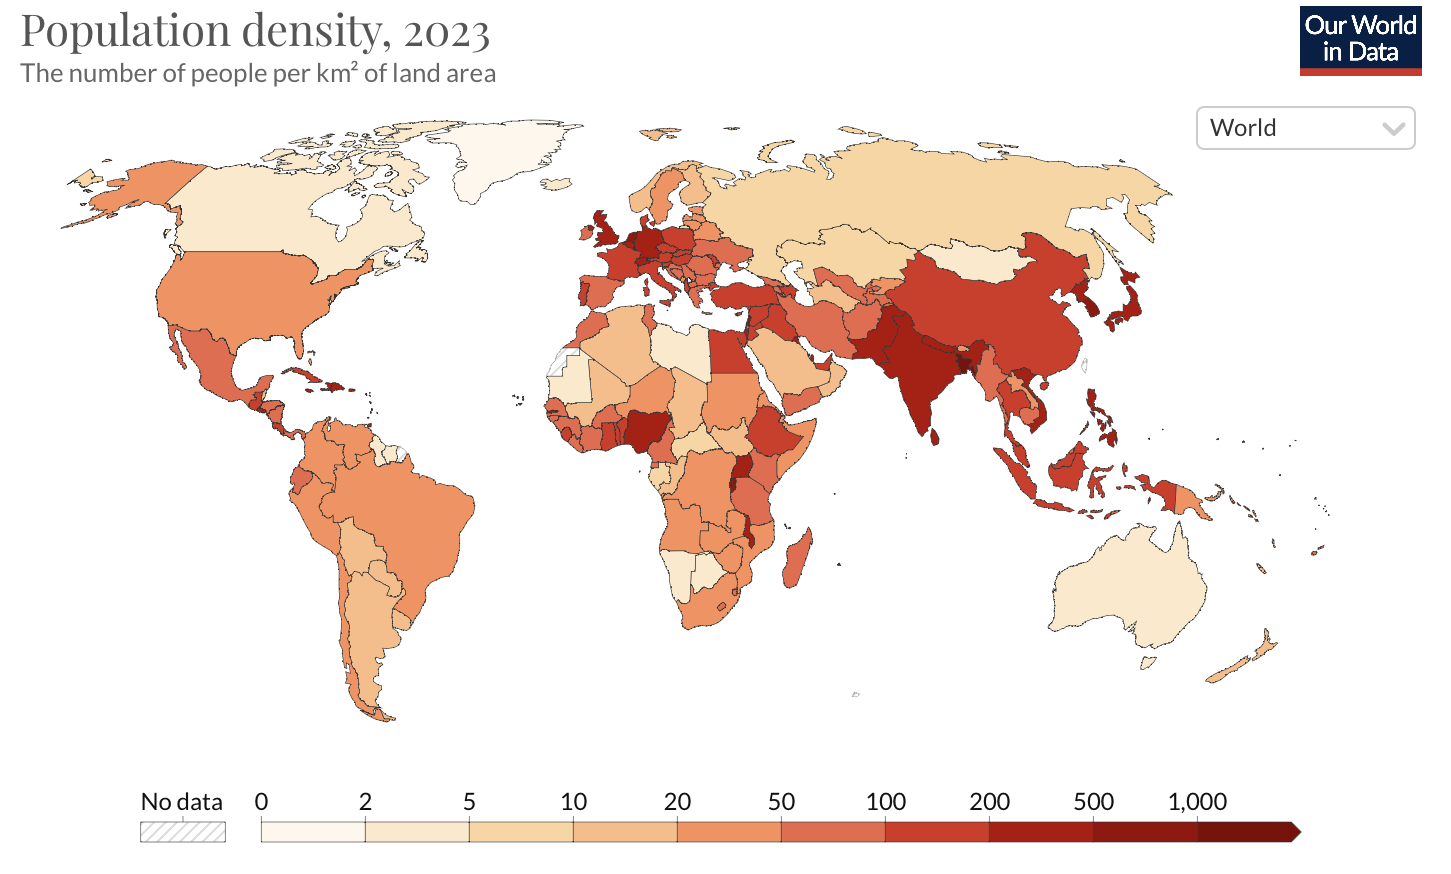 Population density, 2023
The number of people per km² of land area
Our World
in Data
World
No data
0
2
5
10
20
50
100
200
500
1,000